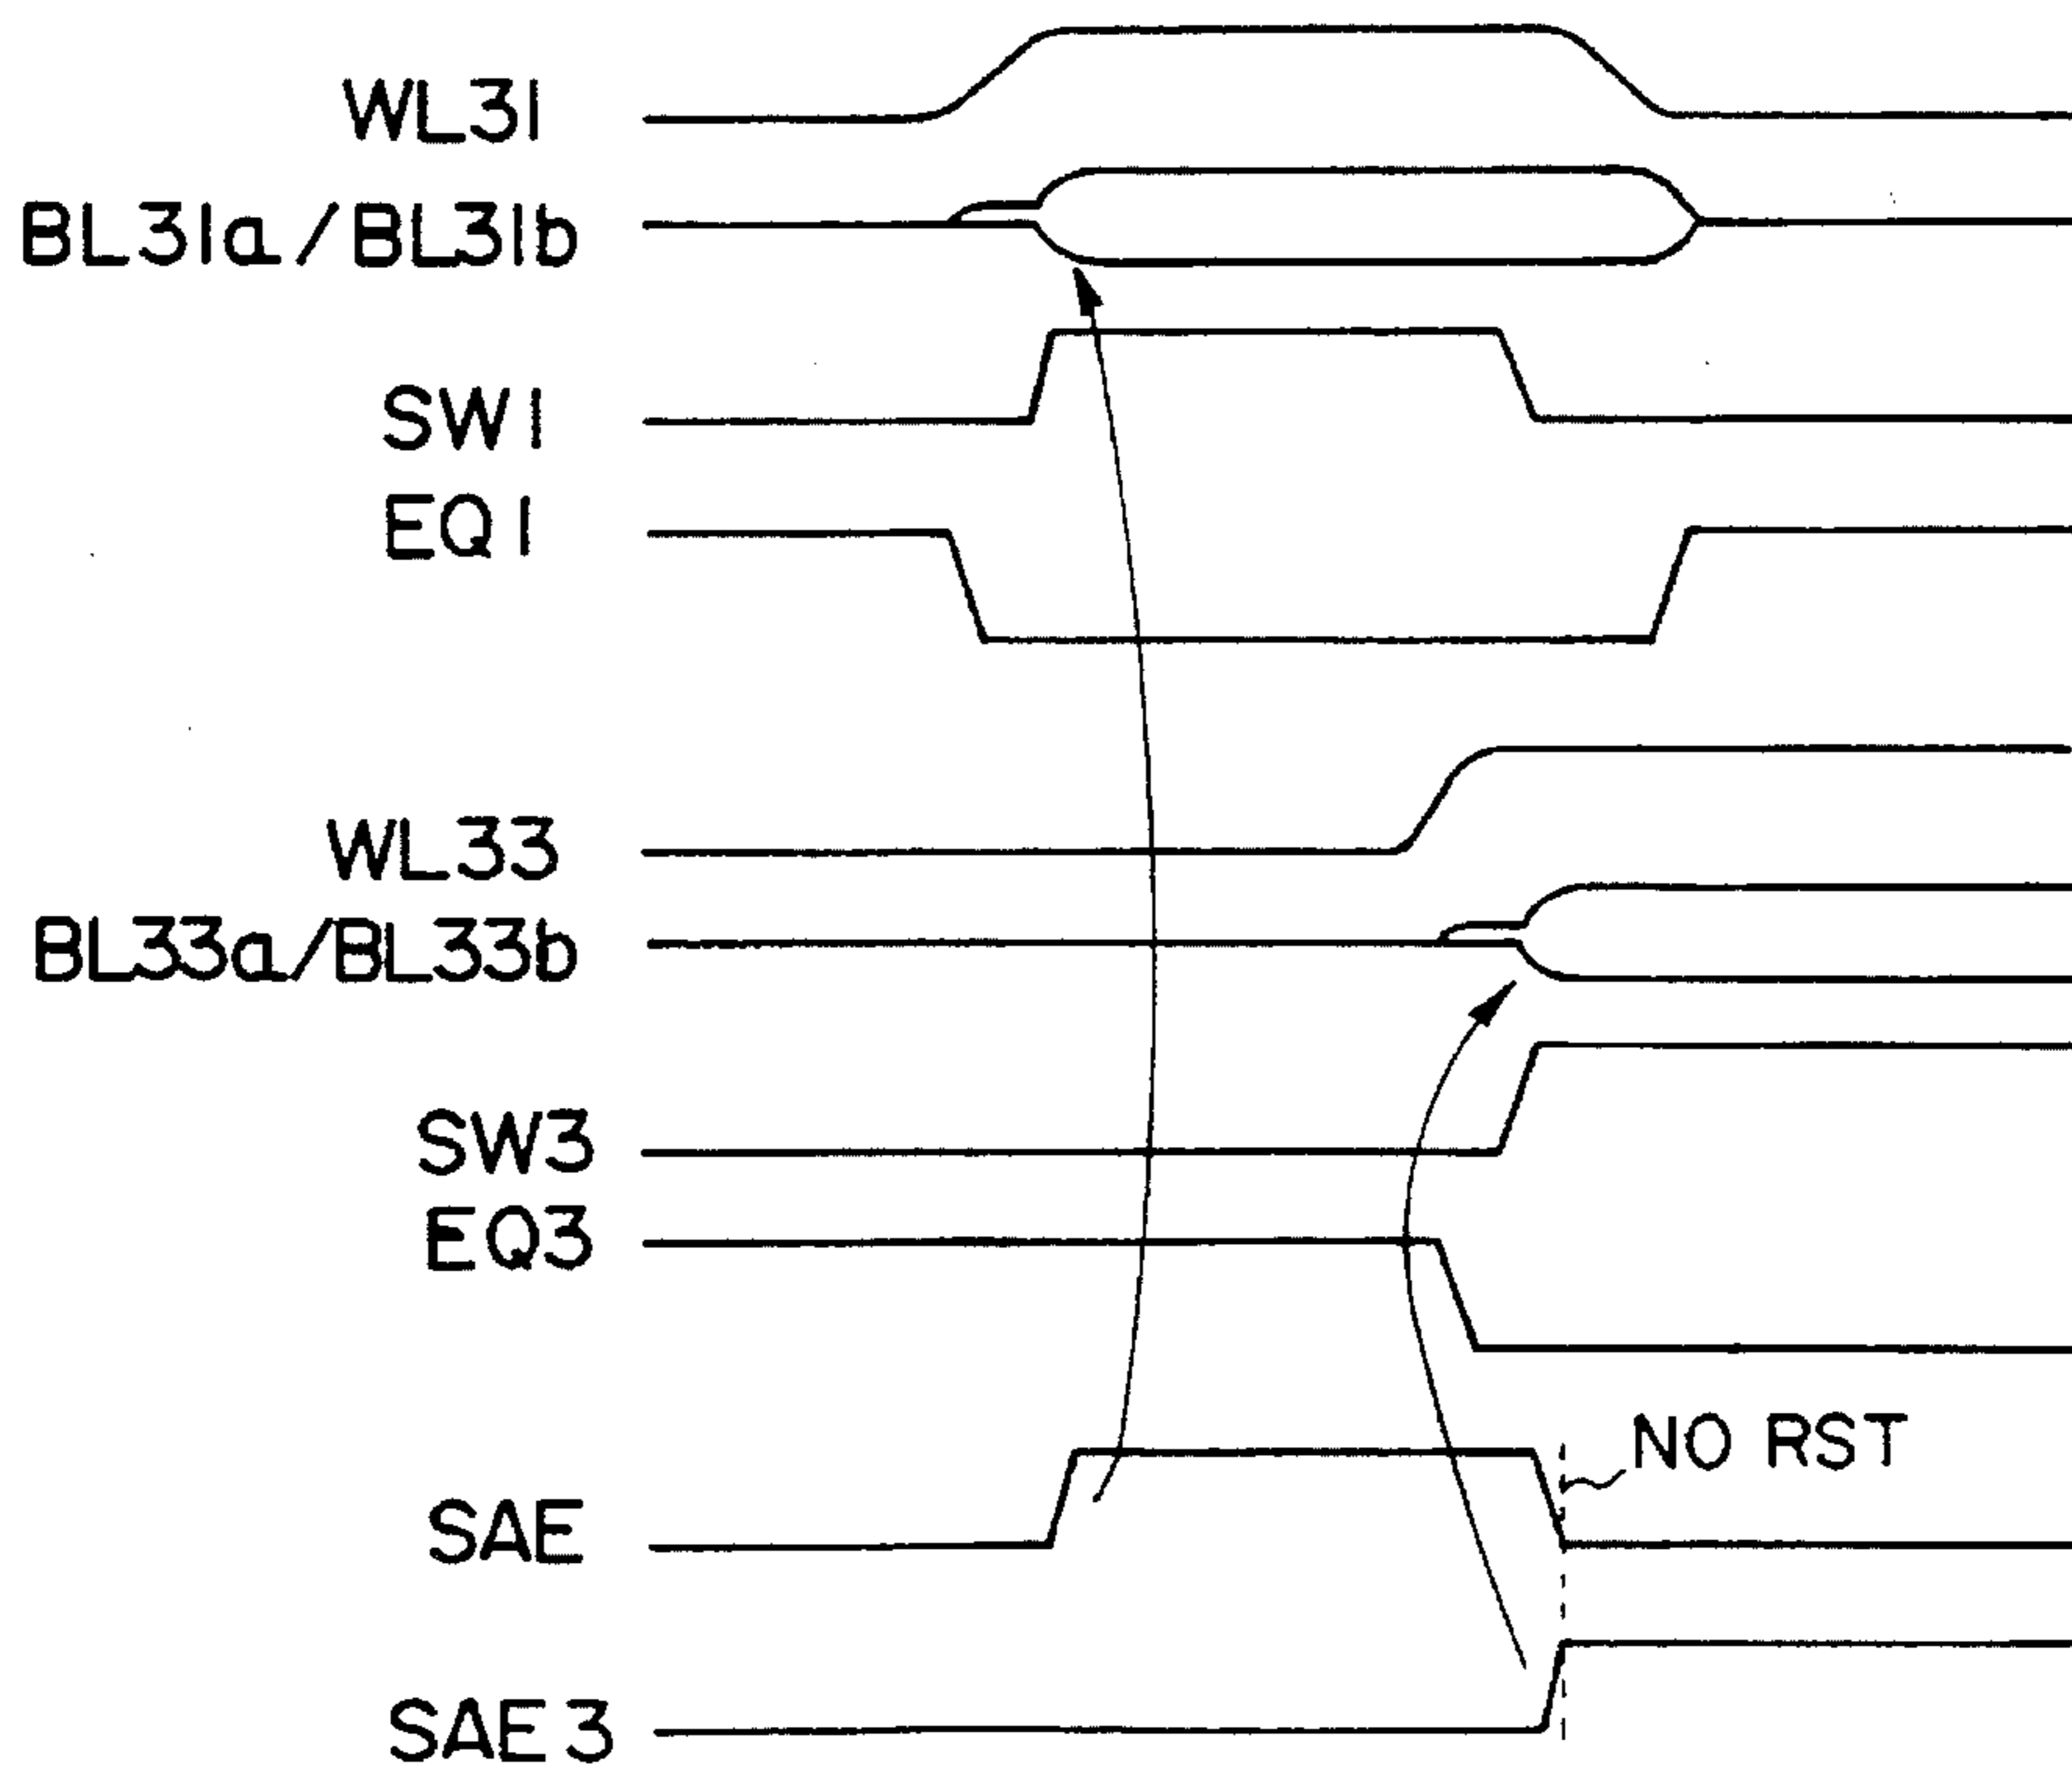 WL31
BL31a/BL31b
SW1
EQ1
WL33
BL33a/BL33b
SW3
EQ3
NO RST
SAE
SAE3